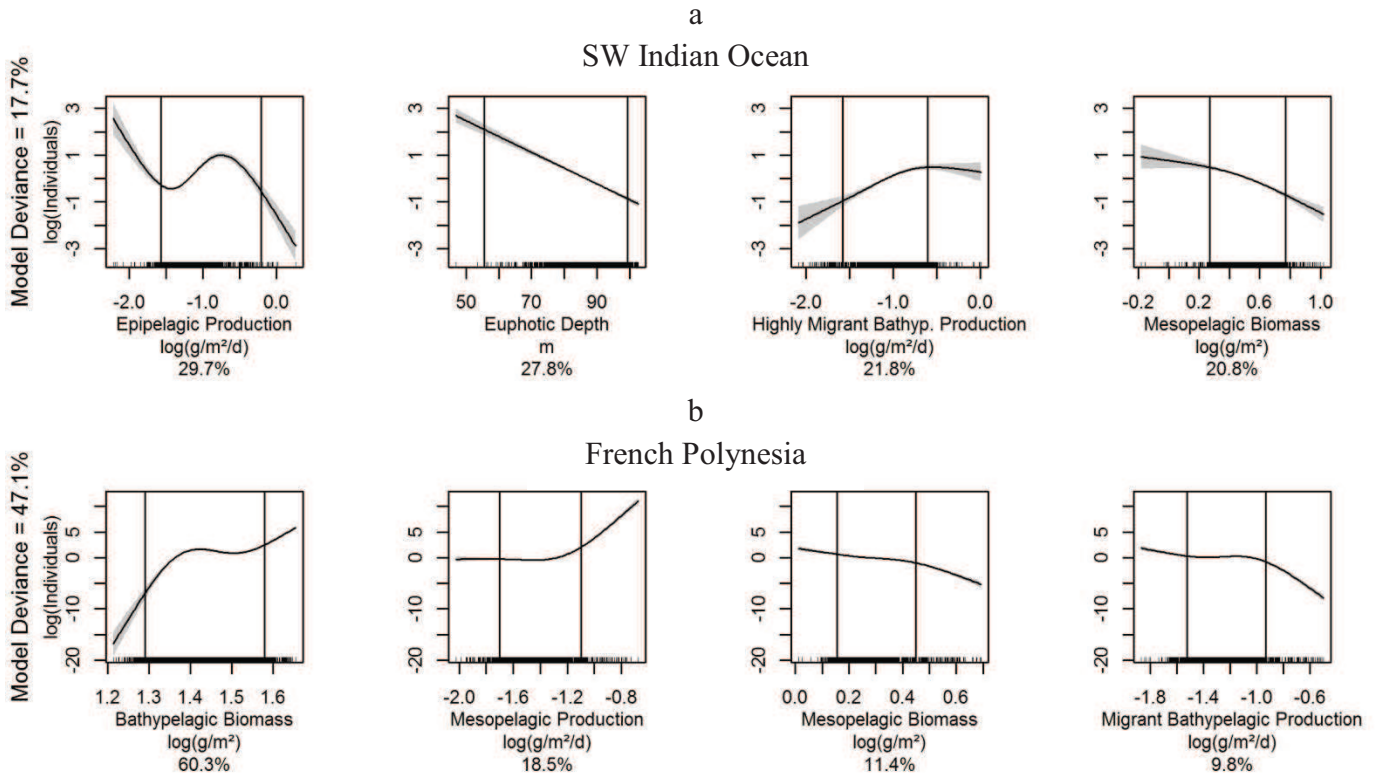 a
SW Indian Ocean
Model Deviance = 17.7%
log(Individuals)
3
1
-1
-3
-2.0 -1.0 0.0
Epipelagic Production
log(g/m²/d)
29.7%
3
1
-1
-3
50 70 90
Euphotic Depth
m
27.8%
3
1
-1
-3
-2.0 -1.5 -1.0 0.0
Highly Migrant Bathyp. Production
log(g/m²/d)
21.8%
3
1
-1
-3
-0.2 0.2 0.6 1.0
Mesopelagic Biomass
log(g/m²)
20.8%
b
French Polynesia
Model Deviance = 47.1%
log(Individuals)
5
0
-10
-20
1.2 1.3 1.4 1.5 1.6
Bathypelagic Biomass
log(g/m²)
60.3%
5
0
-10
-20
-2.0 -1.6 -1.2 -0.8
Mesopelagic Production
log(g/m²/d)
18.5%
5
0
-10
-20
0.0 0.2 0.4 0.6
Mesopelagic Biomass
log(g/m²)
11.4%
5
0
-10
-20
-1.8 -1.4 -1.0 -0.6
Migrant Bathypelagic Production
log(g/m²/d)
9.8%